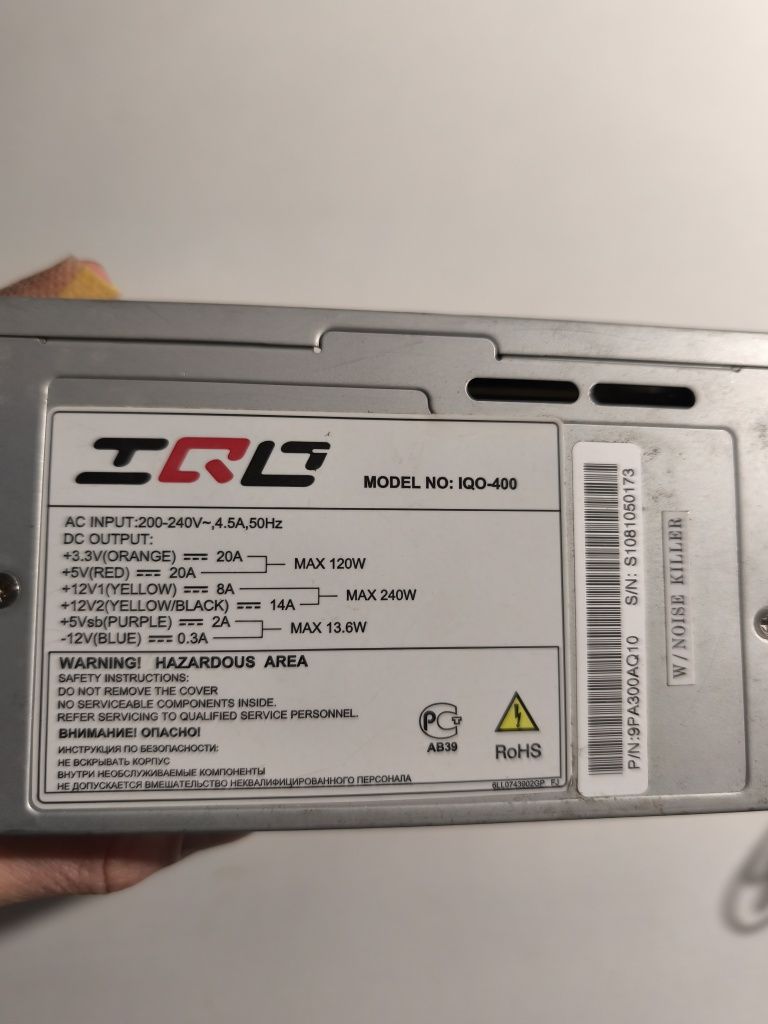 IQO
MODEL NO: IQO-400
AC INPUT:200-240V~,4.5A,50Hz
DC OUTPUT:
+3.3V(ORANGE) ⎓ 20A
+5V(RED) ⎓ 20A
MAX 120W
+12V1(YELLOW) ⎓ 8A
+12V2(YELLOW/BLACK) ⎓ 14A
MAX 240W
+5Vsb(PURPLE) ⎓ 2A
-12V(BLUE) ⎓ 0.3A
MAX 13.6W
WARNING! HAZARDOUS AREA
SAFETY INSTRUCTIONS:
DO NOT REMOVE THE COVER
NO SERVICEABLE COMPONENTS INSIDE.
REFER SERVICING TO QUALIFIED SERVICE PERSONNEL.
ВНИМАНИЕ! ОПАСНО!
ИНСТРУКЦИЯ ПО БЕЗОПАСНОСТИ:
НЕ ВСКРЫВАТЬ КОРПУС
ВНУТРИ НЕОБСЛУЖИВАЕМЫЕ КОМПОНЕНТЫ
НЕ ДОПУСКАЕТСЯ ВМЕШАТЕЛЬСТВО НЕКВАЛИФИЦИРОВАННОГО ПЕРСОНАЛА
РСТ
АВ39
RoHS
6LL0743902GP FJ
P/N:9PA300AQ10 S/N: S1081050173
W/NOISE KILLER